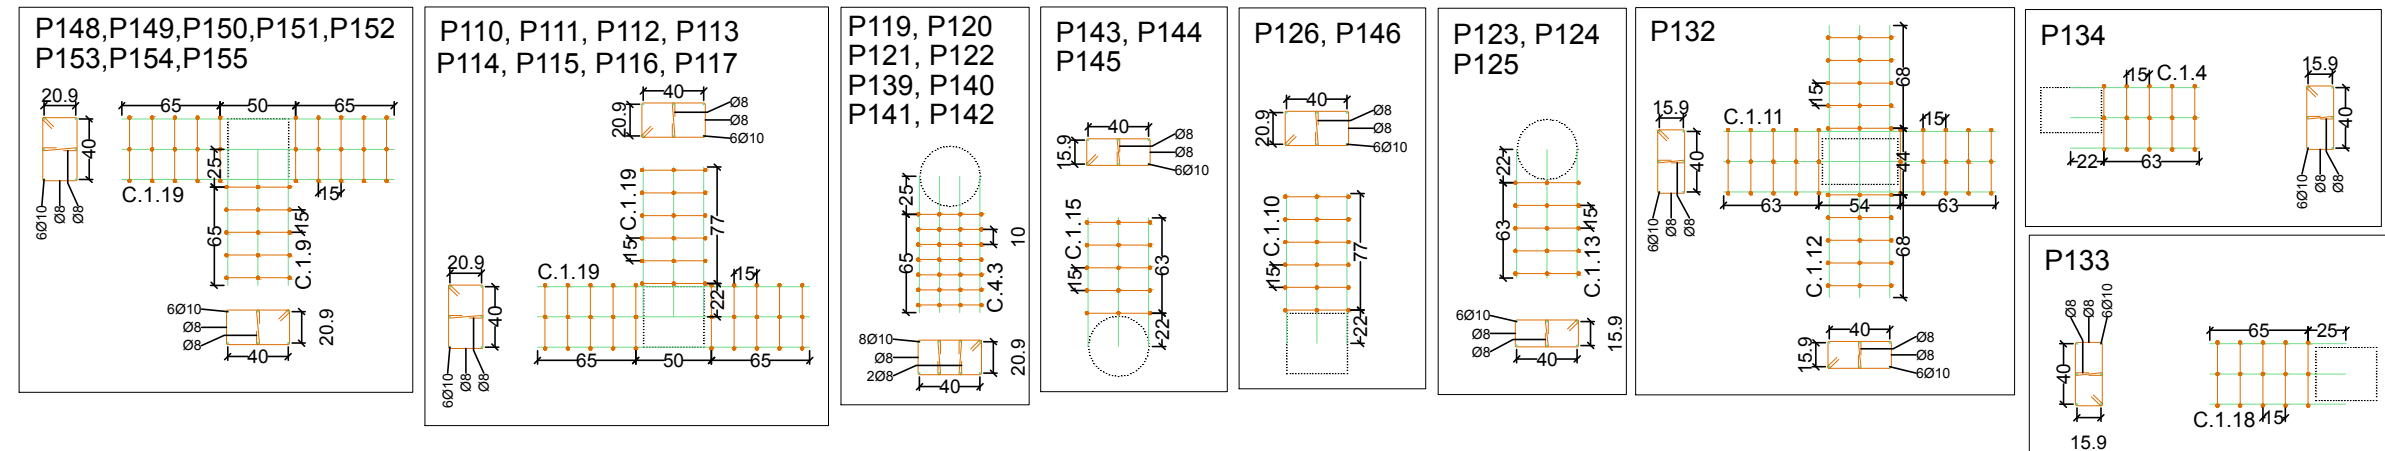 P148,P149,P150,P151,P152
P153,P154,P155
20.9
40
6Ø10
Ø8
Ø8
65
50
65
25
C.1.19
15
65
15
C.1.9
6Ø10
Ø8
Ø8
40
20.9
P110, P111, P112, P113
P114, P115, P116, P117
40
20.9
Ø8
Ø8
6Ø10
C.1.19
77
15
20.9
40
6Ø10
Ø8
Ø8
C.1.19
15
22
65
50
65
P119, P120
P121, P122
P139, P140
P141, P142
25
65
10
C.4.3
8Ø10
Ø8
2Ø8
40
20.9
P143, P144
P145
40
15.9
Ø8
Ø8
6Ø10
C.1.15
15
63
22
P126, P146
40
20.9
Ø8
Ø8
6Ø10
C.1.10
15
77
22
P123, P124
P125
22
63
15
C.1.13
6Ø10
Ø8
Ø8
40
15.9
P132
68
15
15.9
40
6Ø10
Ø8
Ø8
C.1.11
15
44
63
54
63
C.1.12
68
40
15.9
Ø8
Ø8
6Ø10
P134
15
C.1.4
22
63
15.9
40
6Ø10
Ø8
Ø8
P133
Ø8
Ø8
6Ø10
40
15.9
65
25
C.1.18
15